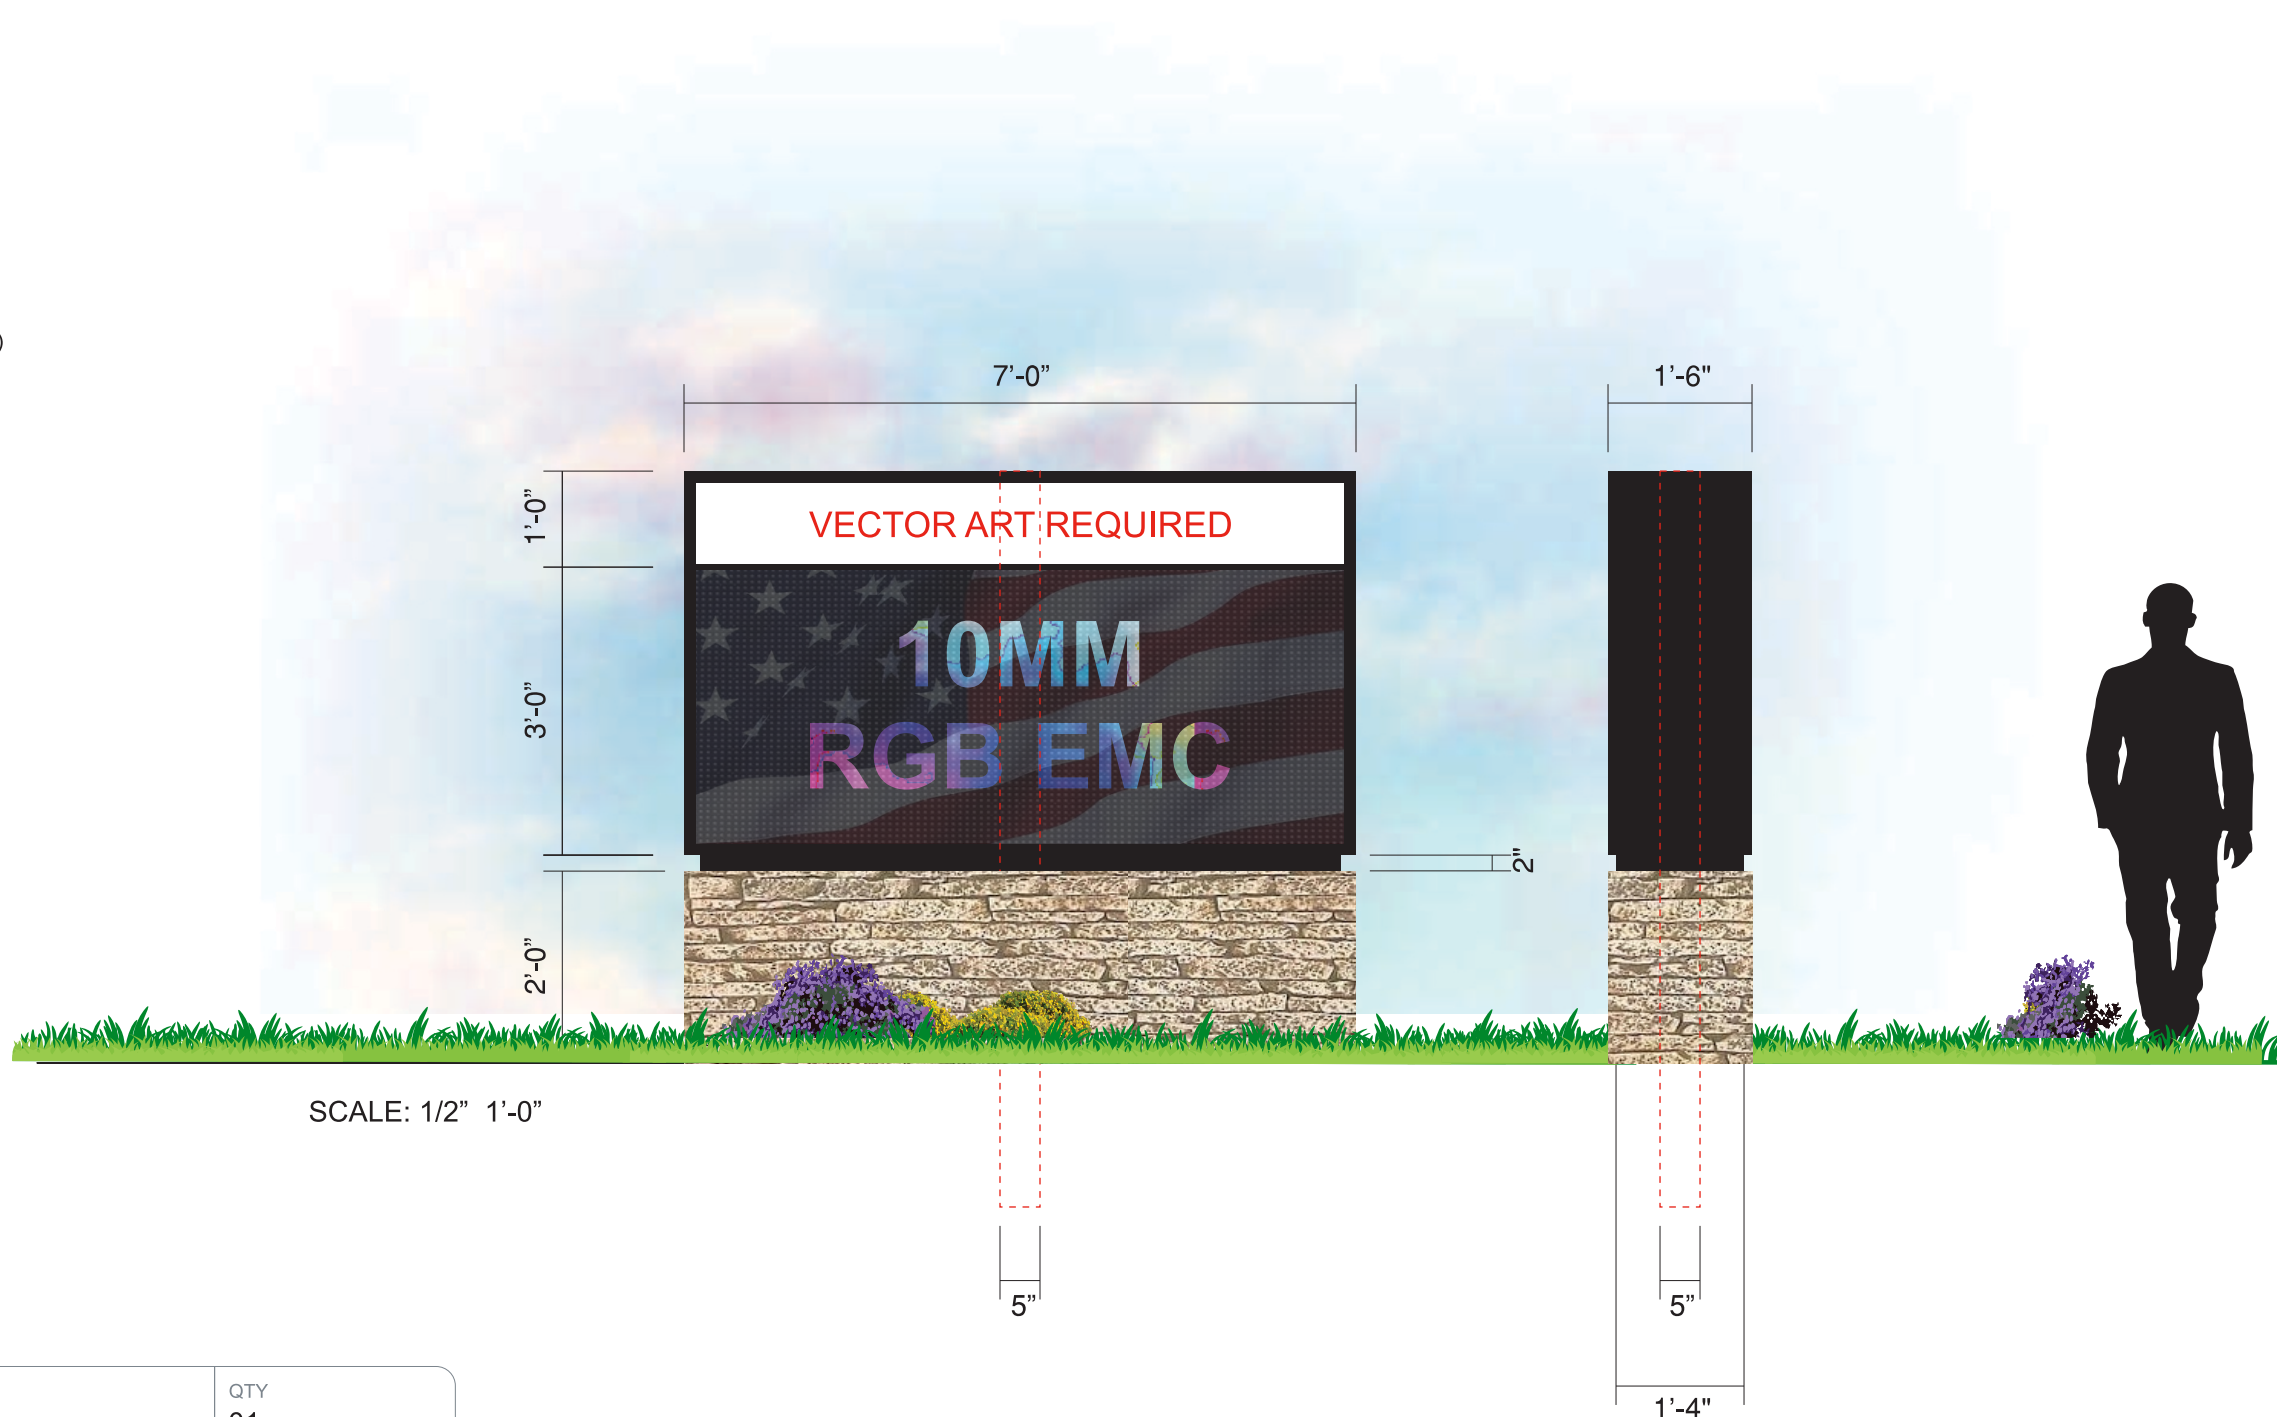 7’-0”
1’-6"
1’-0”
VECTOR ART REQUIRED
3’-0”
10MM
RGB EMC
2"
2’-0”
SCALE: 1/2”  1’-0”
5”
5”
1’-4"
QTY